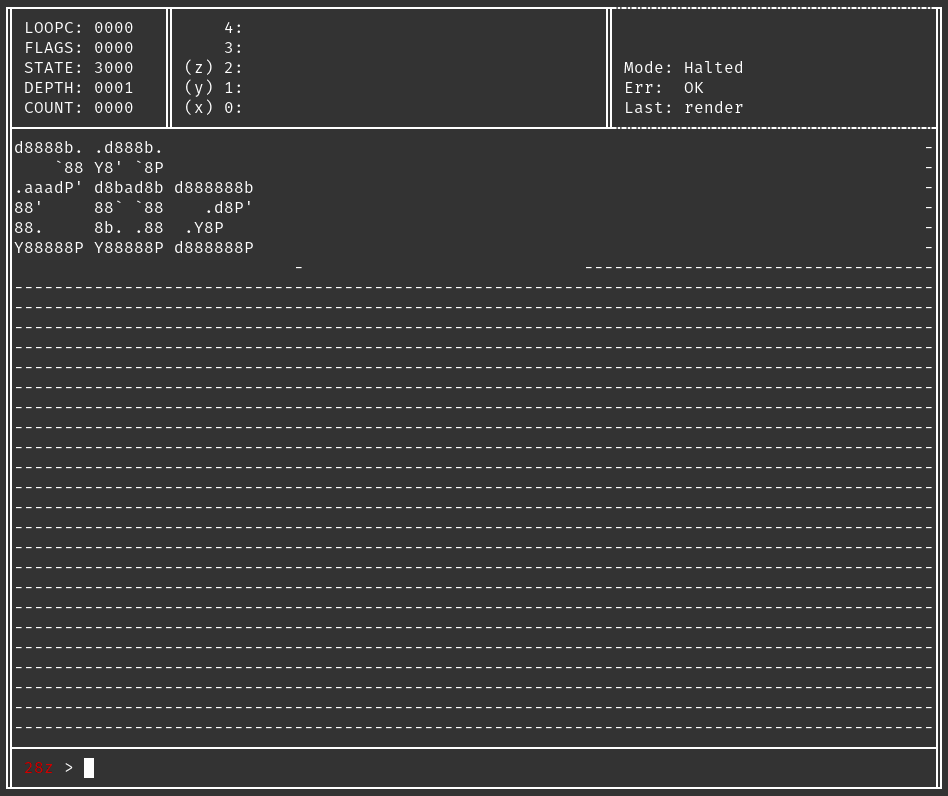 LOOPC: 0000
FLAGS: 0000
STATE: 3000
DEPTH: 0001
COUNT: 0000
4:
3:
(z) 2:
(y) 1:
(x) 0:
Mode: Halted
Err:  OK
Last: render
d8888b. .d888b.
    `88 Y8' `8P
.aaadP' d8bad8b d888888b
88'     88` `88    .d8P'
88.     8b. .88  .Y8P
Y88888P Y88888P d888888P
28z >